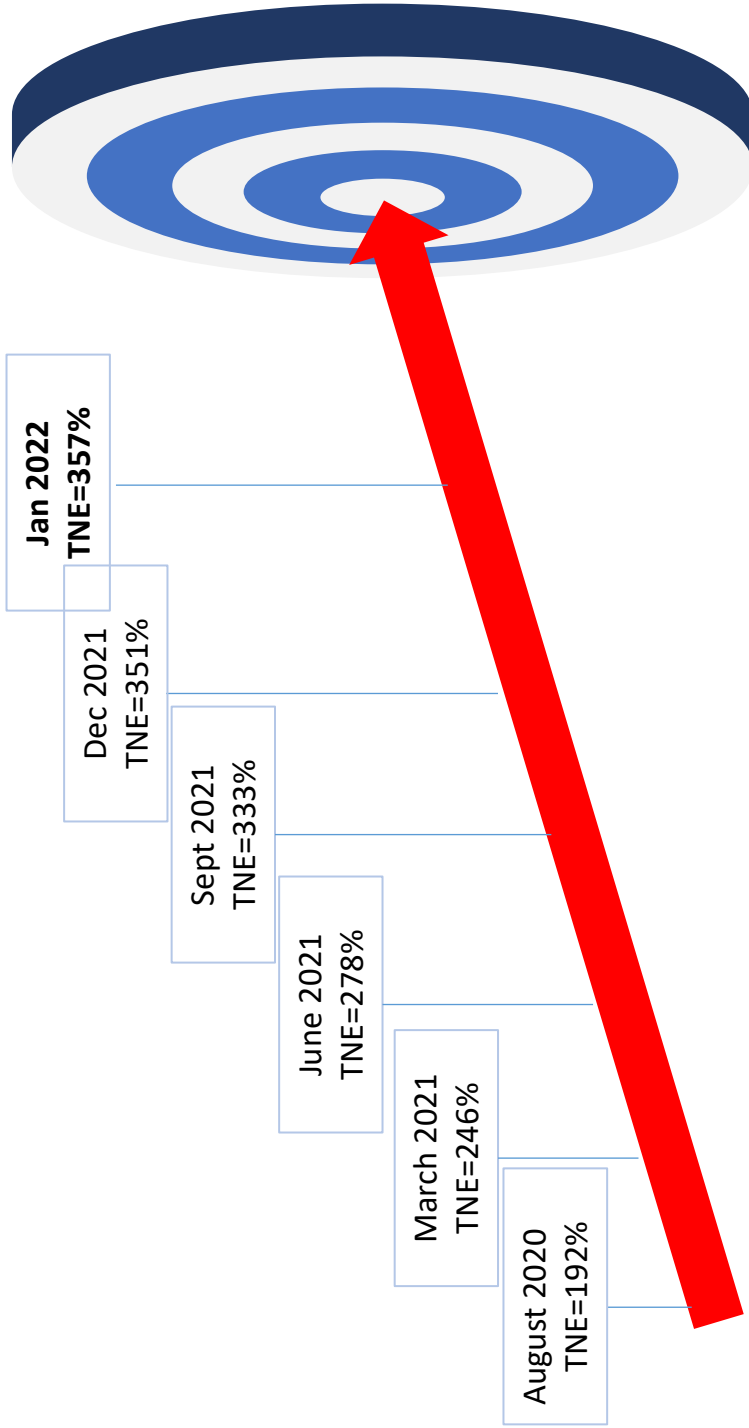 August 2020
TNE=192%
March 2021
TNE=246%
June 2021
TNE=278%
Sept 2021
TNE=333%
Dec 2021
TNE=351%
Jan 2022
TNE=357%